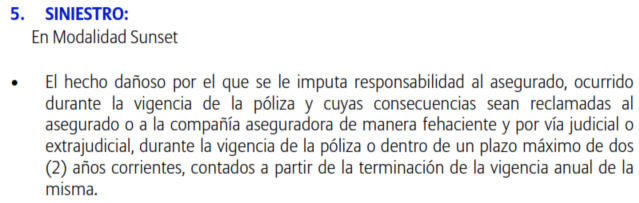 5. SINIESTRO:
En Modalidad Sunset
• El hecho dañoso por el que se le imputa responsabilidad al asegurado, ocurrido
durante la vigencia de la póliza y cuyas consecuencias sean reclamadas al
asegurado o a la compañía aseguradora de manera fehaciente y por vía judicial o
extrajudicial, durante la vigencia de la póliza o dentro de un plazo máximo de dos
(2) años corrientes, contados a partir de la terminación de la vigencia anual de la
misma.